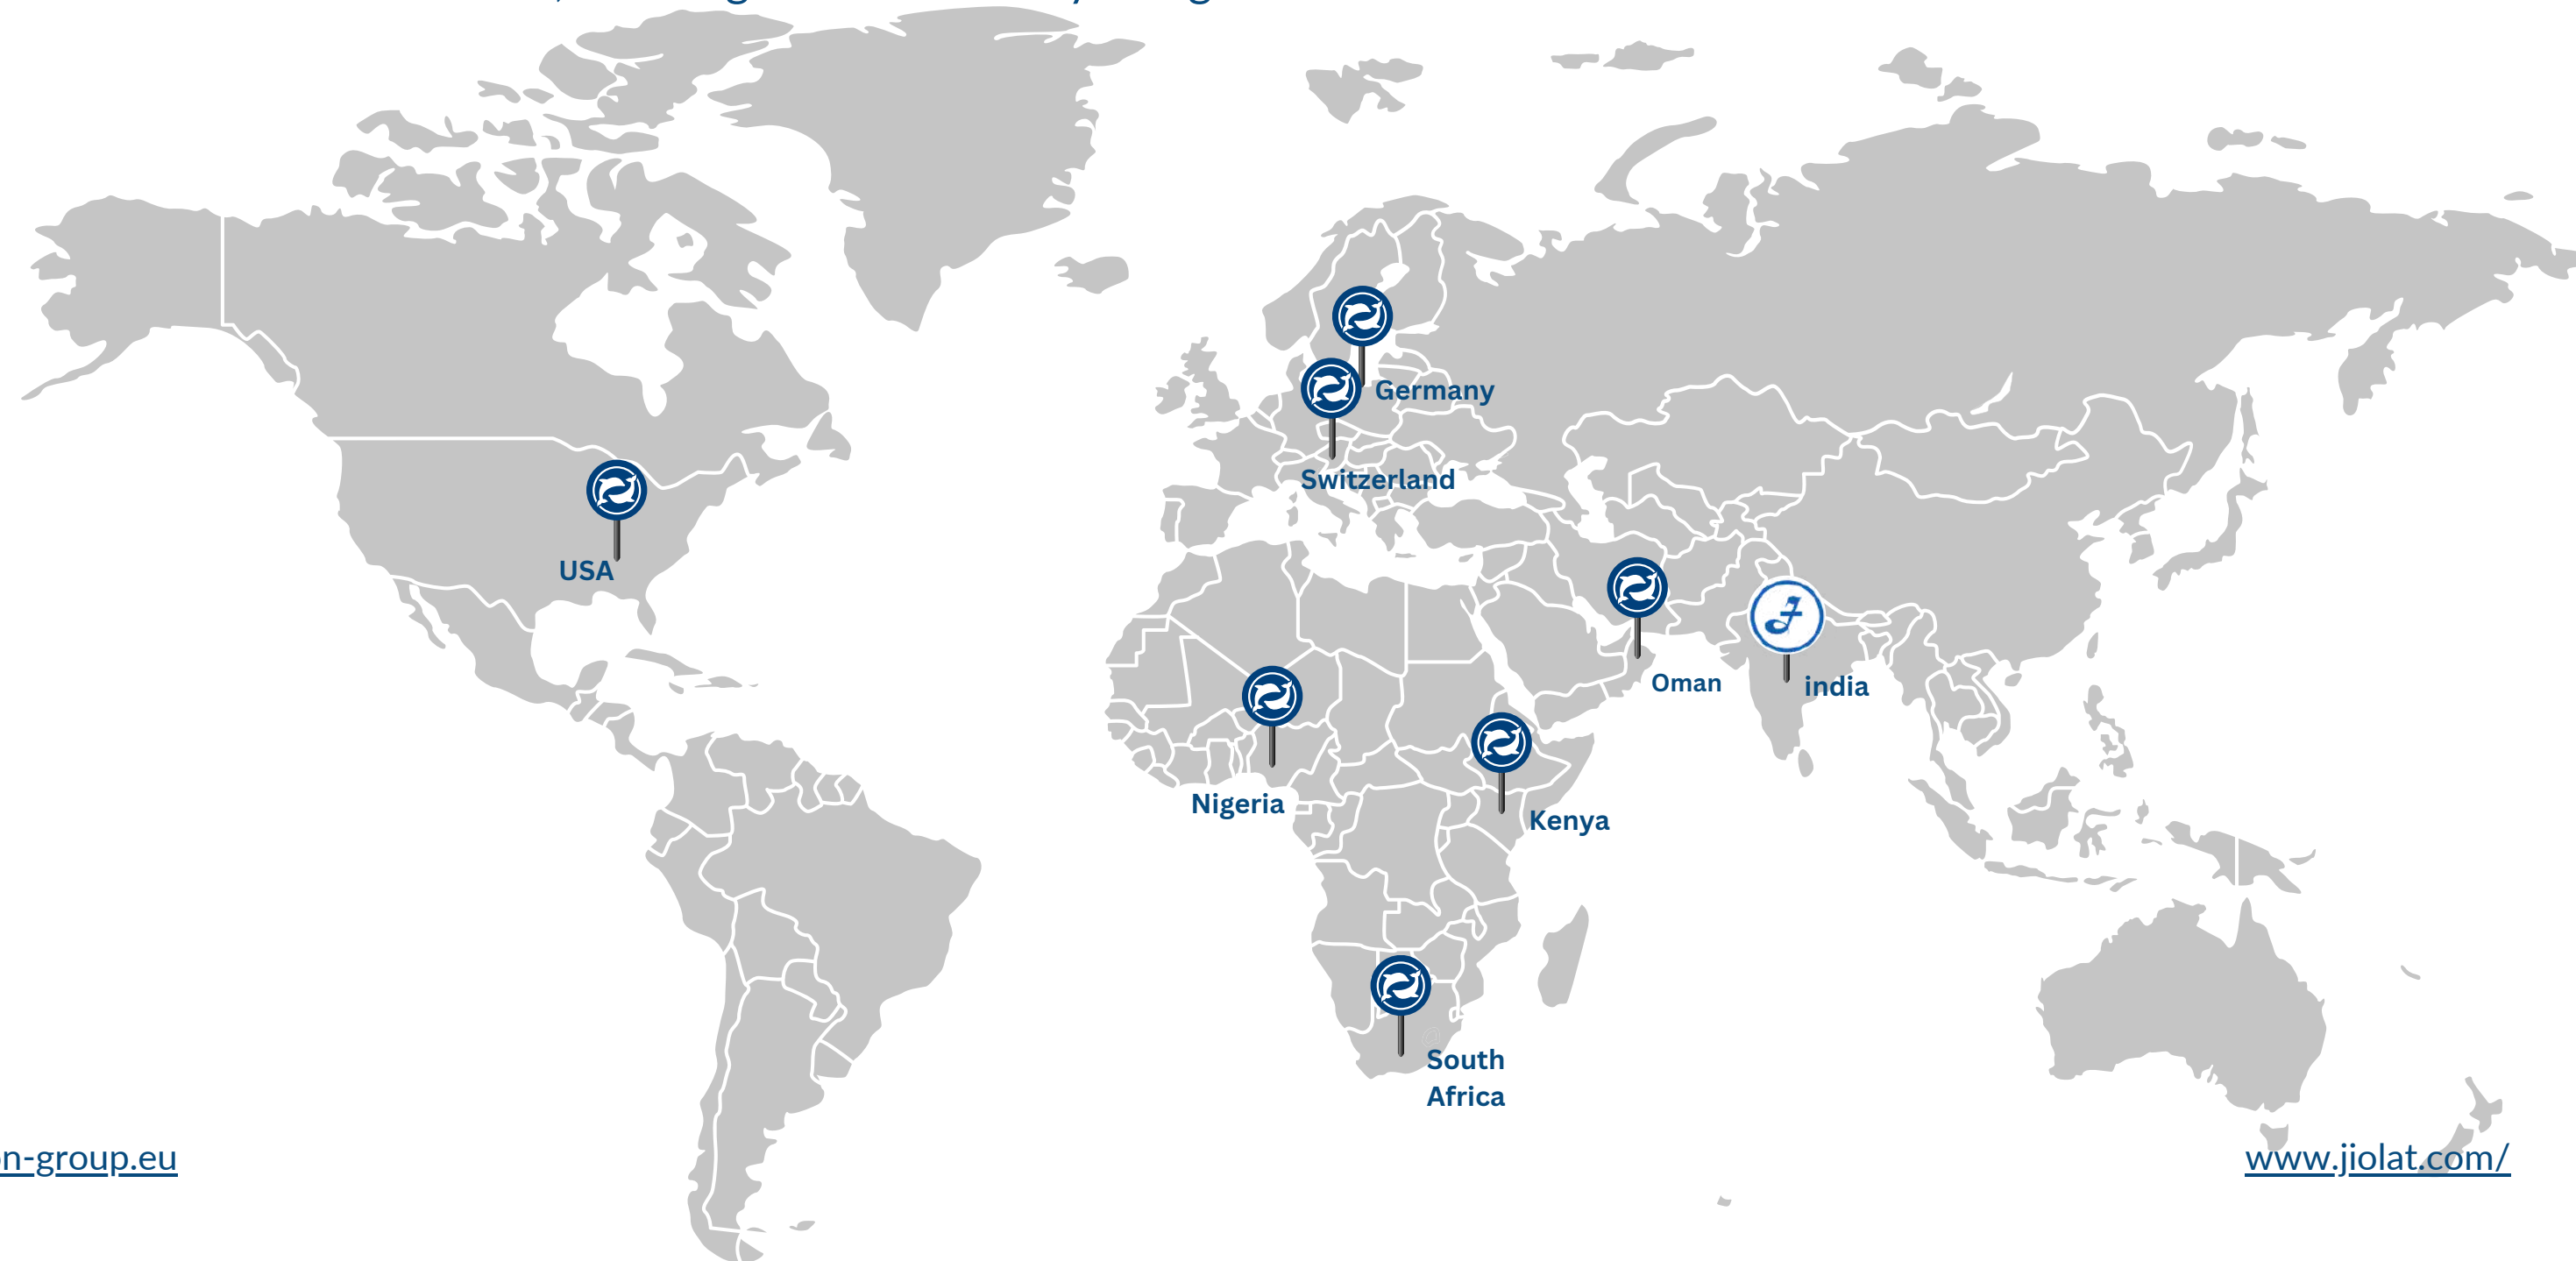 Germany
Switzerland
USA
Oman
india
Nigeria
Kenya
South
Africa
n-group.eu
www.jiolat.com/